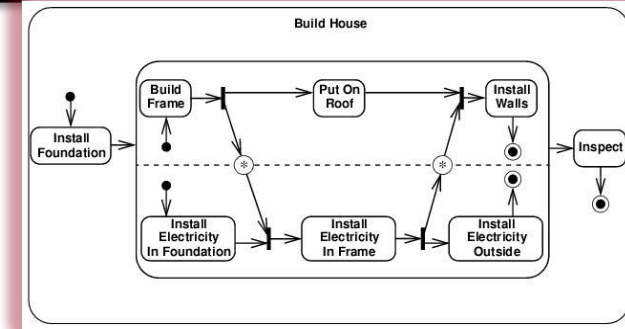 Build House
Build
Frame
Put On
Roof
Install
Walls
Install
Foundation
*
*
Inspect
Install
Electricity
In Foundation
Install
Electricity
In Frame
Install
Electricity
Outside